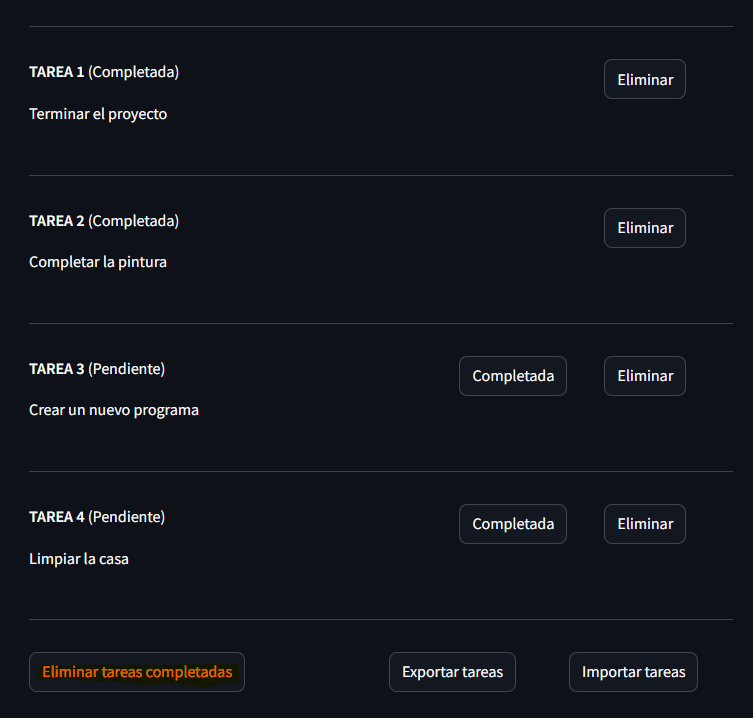 TAREA 1 (Completada)
Eliminar
Terminar el proyecto
TAREA 2 (Completada)
Eliminar
Completar la pintura
TAREA 3 (Pendiente)
Completada
Eliminar
Crear un nuevo programa
TAREA 4 (Pendiente)
Completada
Eliminar
Limpiar la casa
Eliminar tareas completadas
Exportar tareas
Importar tareas